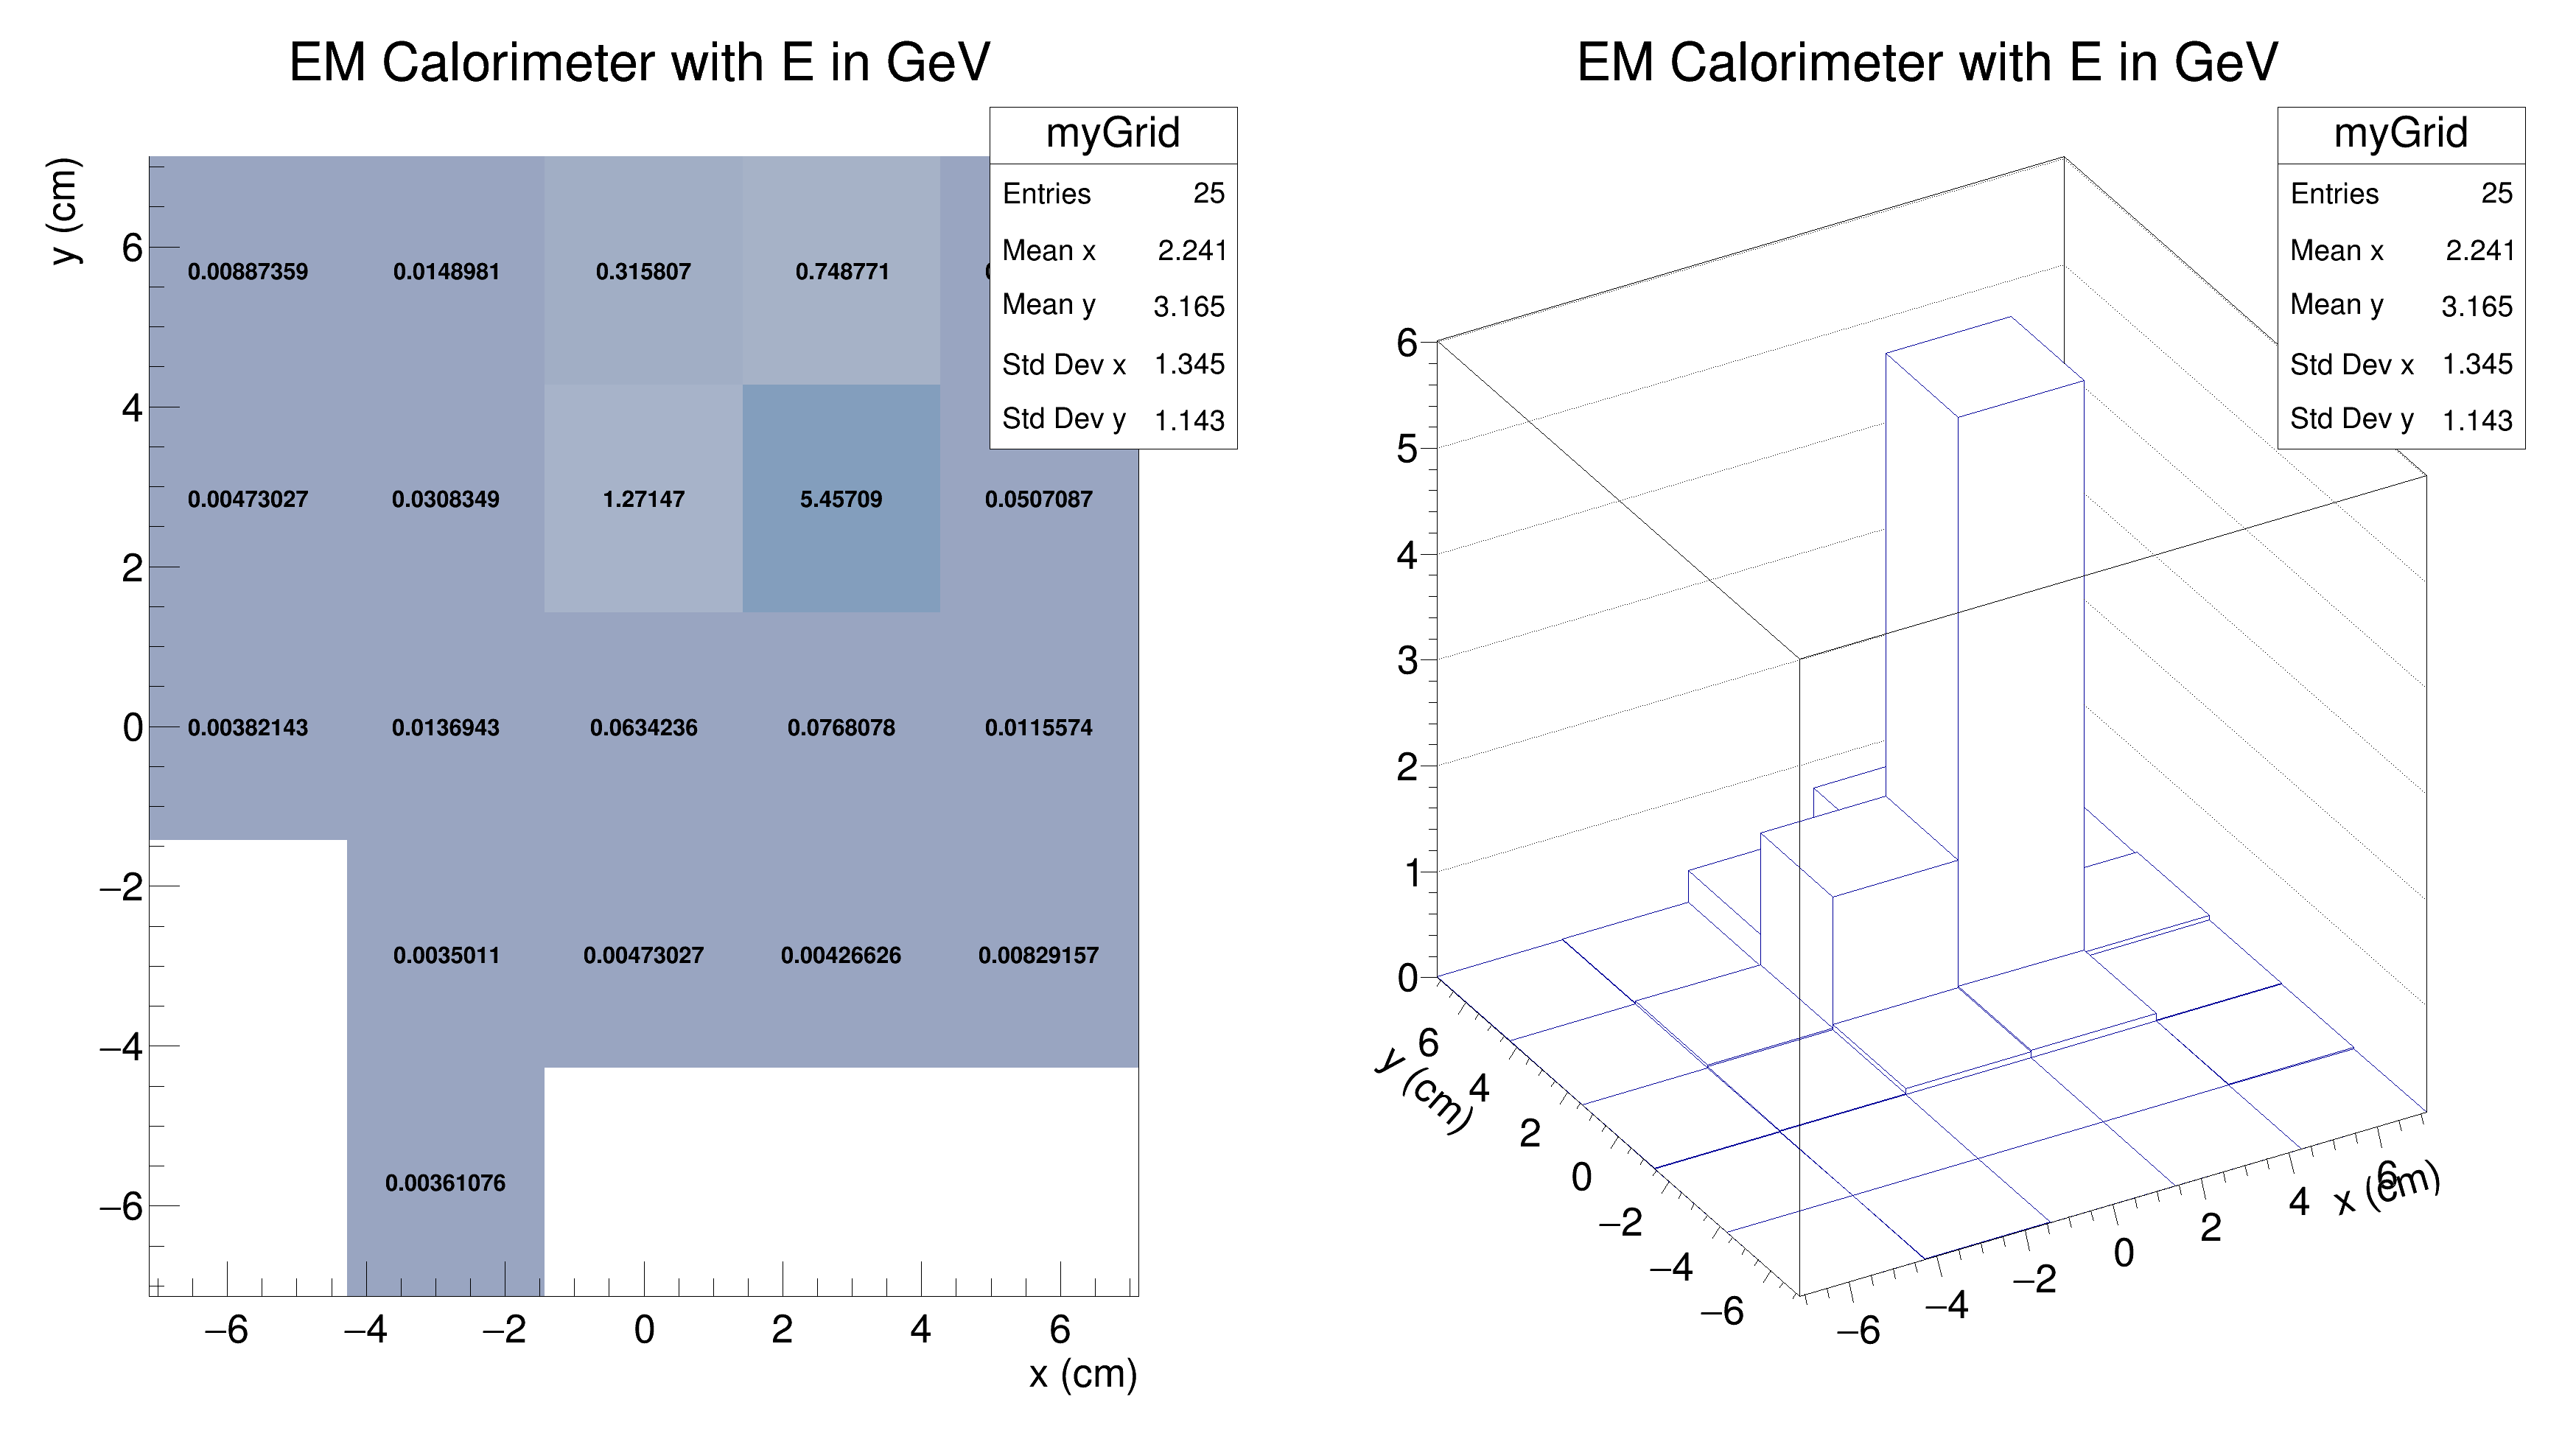 EM Calorimeter with E in GeV
myGrid
Entries 25
Mean x 2.241
Mean y 3.165
Std Dev x 1.345
Std Dev y 1.143
y (cm)
6
4
2
0
−2
−4
−6
0.00887359 0.0148981 0.315807 0.748771
0.00473027 0.0308349 1.27147 5.45709 0.0507087
0.00382143 0.0136943 0.0634236 0.0768078 0.0115574
0.0035011 0.00473027 0.00426626 0.00829157
0.00361076
−6 −4 −2 0 2 4 6
x (cm)
EM Calorimeter with E in GeV
myGrid
Entries 25
Mean x 2.241
Mean y 3.165
Std Dev x 1.345
Std Dev y 1.143
6
5
4
3
2
1
0
y (cm)
6
4
2
0
−2
−4
−6
−6
−4
−2
0
2
4
6
x (cm)